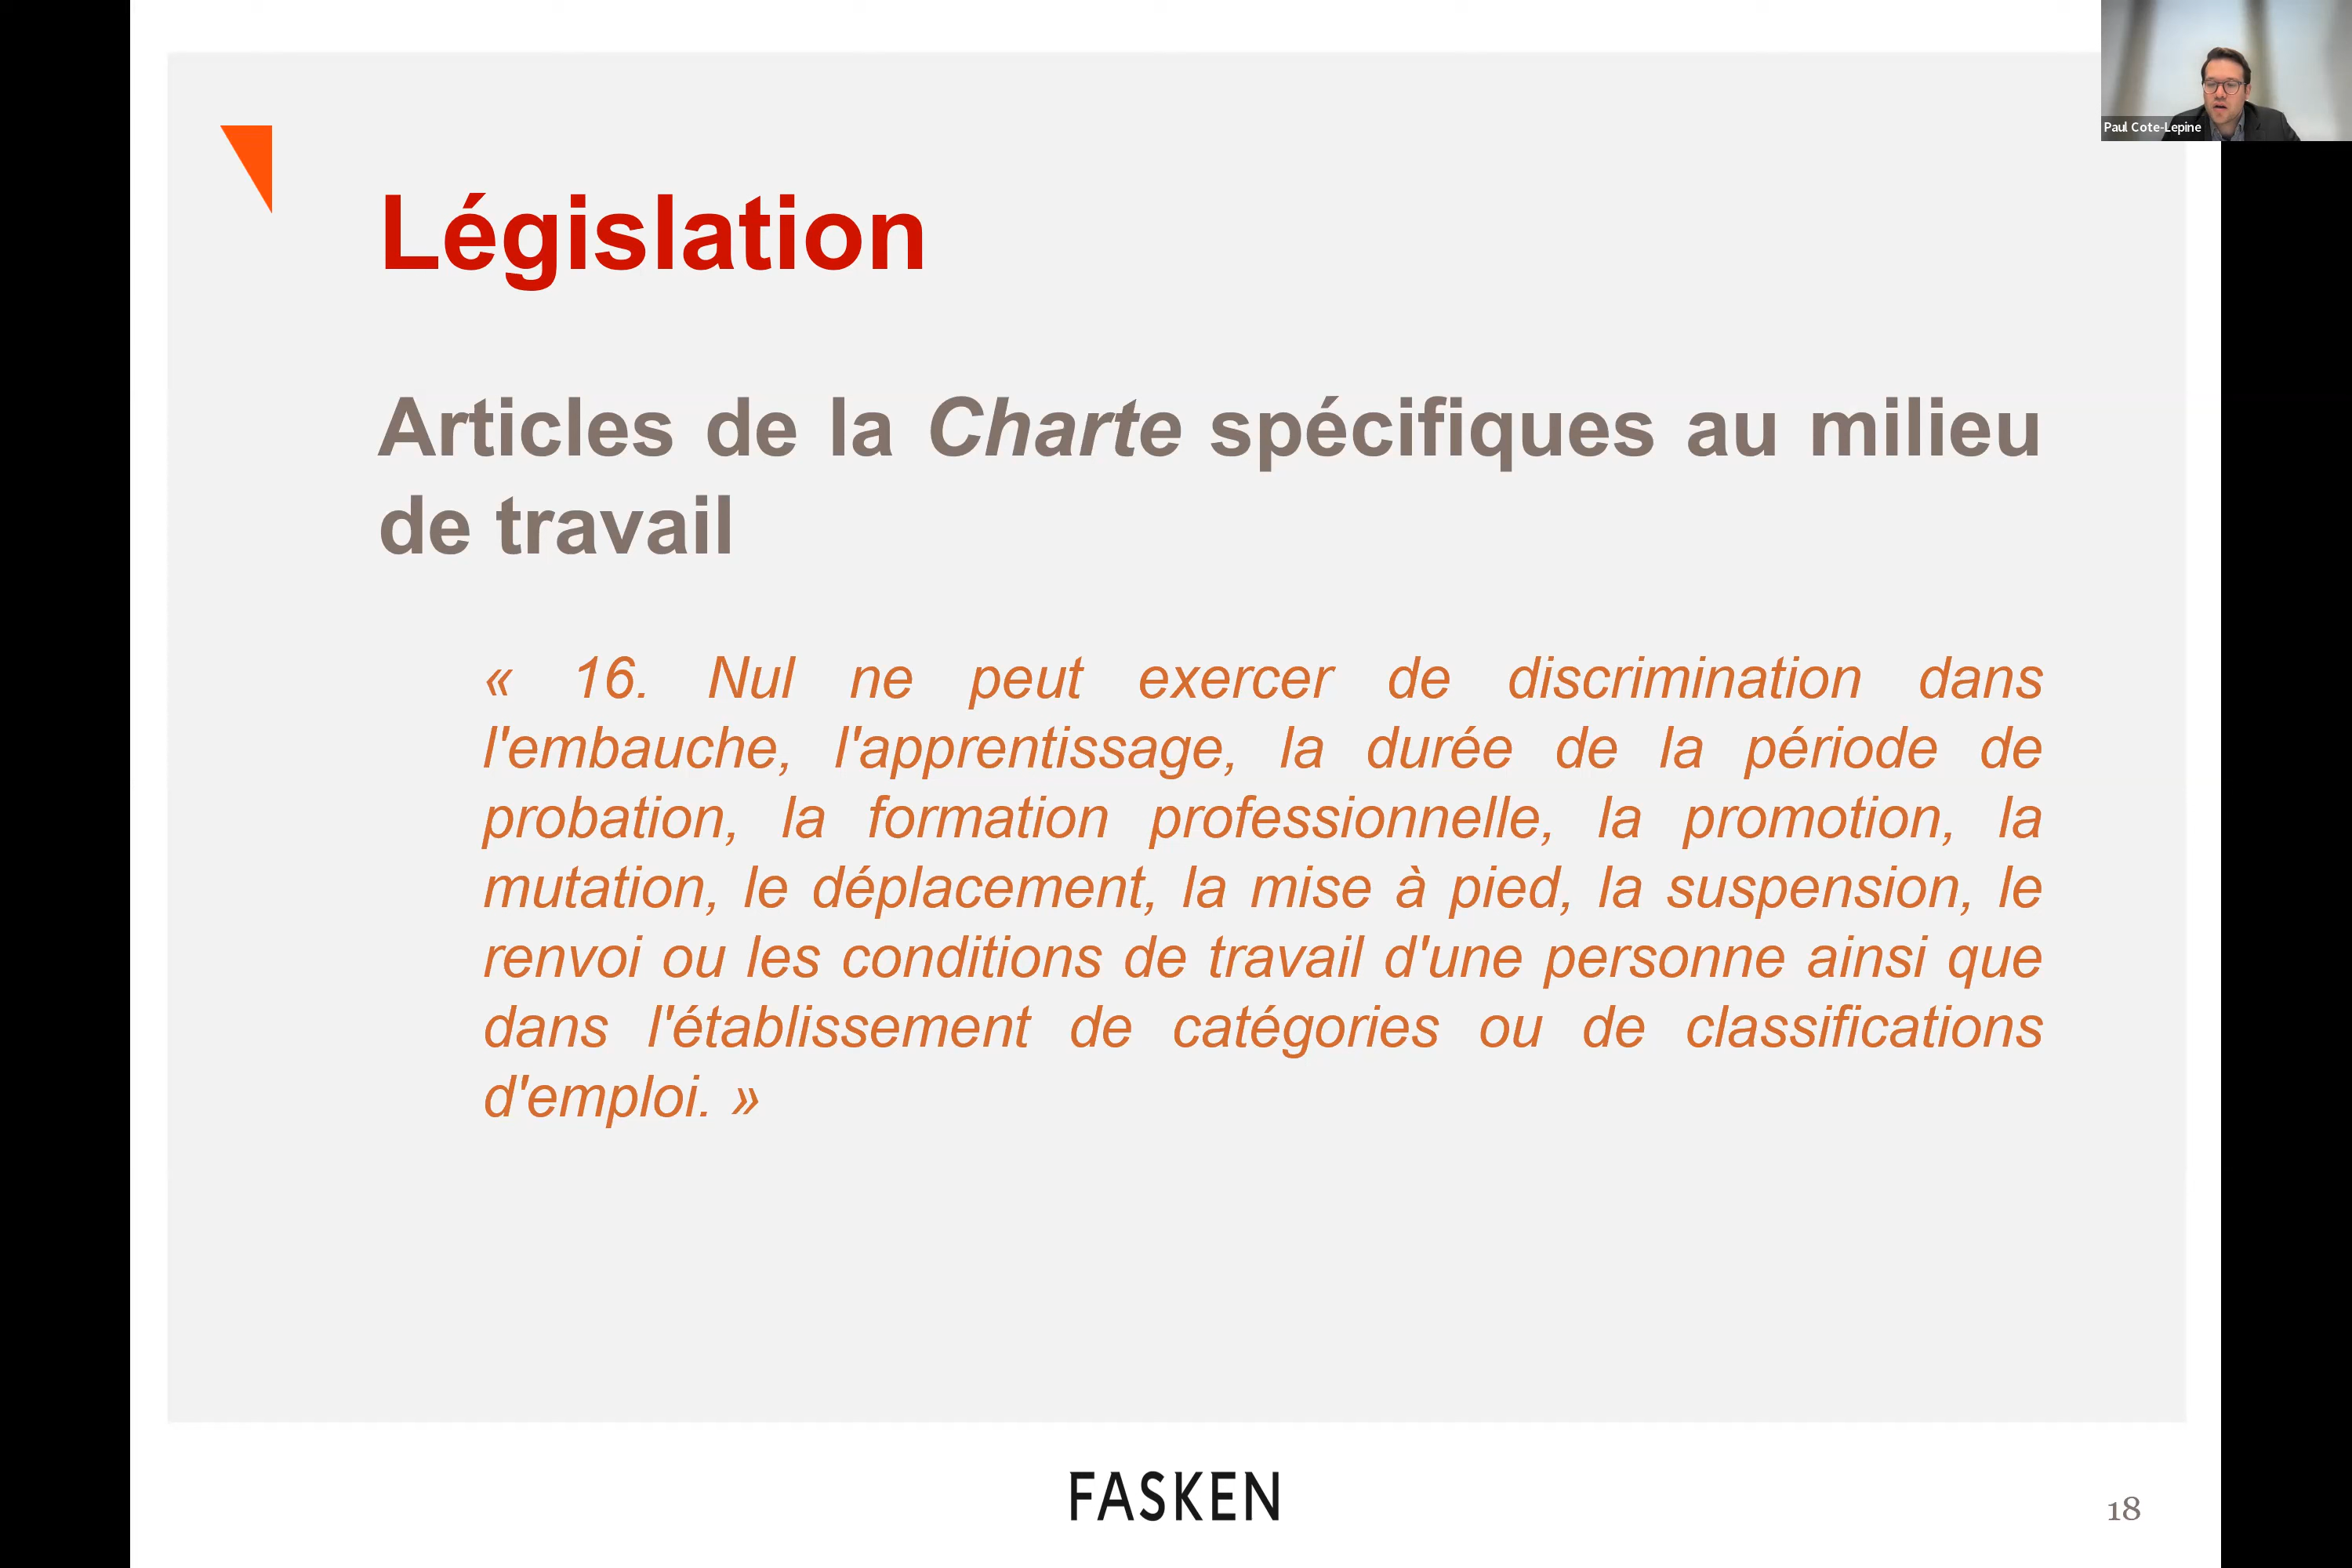 Paul Cote-Lepine
Législation
Articles de la Charte spécifiques au milieu
de travail
« 16. Nul ne peut exercer de discrimination dans
l'embauche, l'apprentissage, la durée de la période de
probation, la formation professionnelle, la promotion, la
mutation, le déplacement, la mise à pied, la suspension, le
renvoi ou les conditions de travail d'une personne ainsi que
dans l'établissement de catégories ou de classifications
d'emploi. »
FASKEN
18